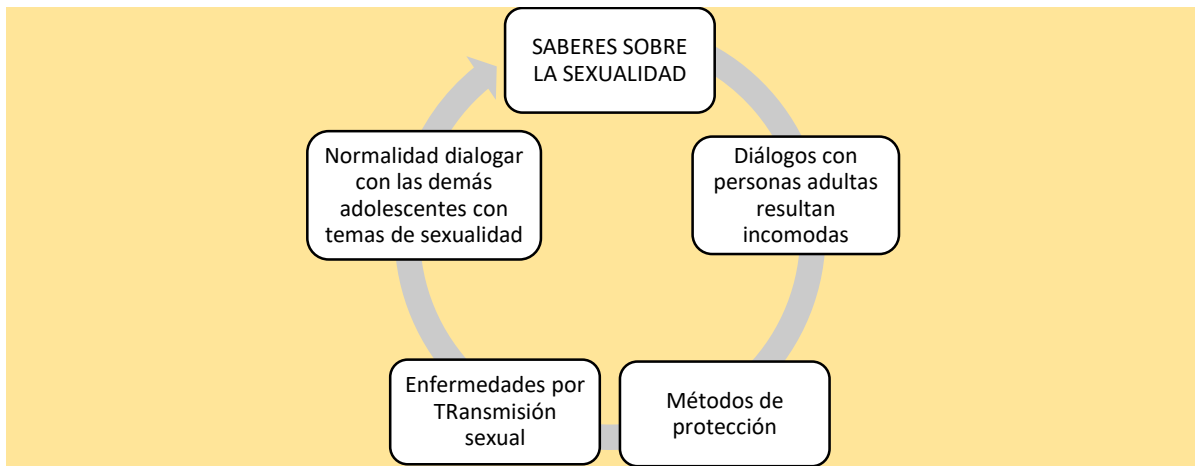 SABERES SOBRE
LA SEXUALIDAD
Diálogos con
personas adultas
resultan
incomodas
Métodos de
protección
Enfermedades por
TRansmisión
sexual
Normalidad dialogar
con las demás
adolescentes con
temas de sexualidad